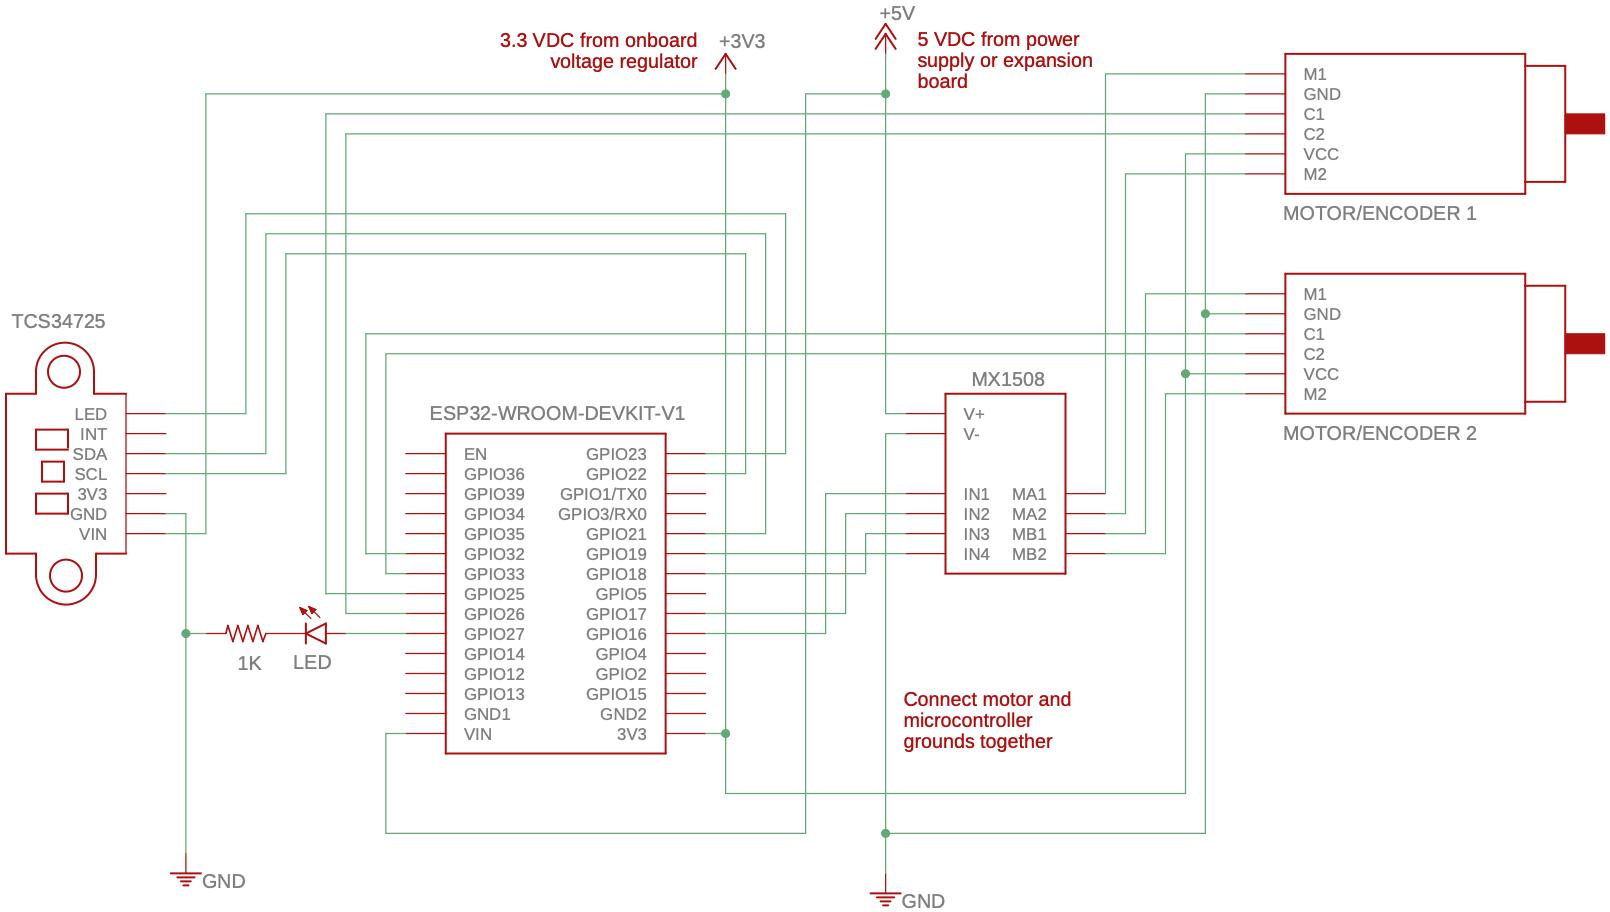 +5V
3.3 VDC from onboard
voltage regulator
+3V3
5 VDC from power
supply or expansion
board
M1
GND
C1
C2
VCC
M2
MOTOR/ENCODER 1
M1
GND
C1
C2
VCC
M2
MOTOR/ENCODER 2
TCS34725
LED
INT
SDA
SCL
3V3
GND
VIN
MX1508
V+
V-
IN1 MA1
IN2 MA2
IN3 MB1
IN4 MB2
ESP32-WROOM-DEVKIT-V1
EN GPIO23
GPIO36 GPIO22
GPIO39 GPIO1/TX0
GPIO34 GPIO3/RX0
GPIO35 GPIO21
GPIO32 GPIO19
GPIO33 GPIO18
GPIO25 GPIO5
GPIO26 GPIO17
GPIO27 GPIO16
GPIO14 GPIO4
GPIO12 GPIO2
GPIO13 GPIO15
GND1 GND2
VIN 3V3
1K
LED
Connect motor and
microcontroller
grounds together
GND
GND